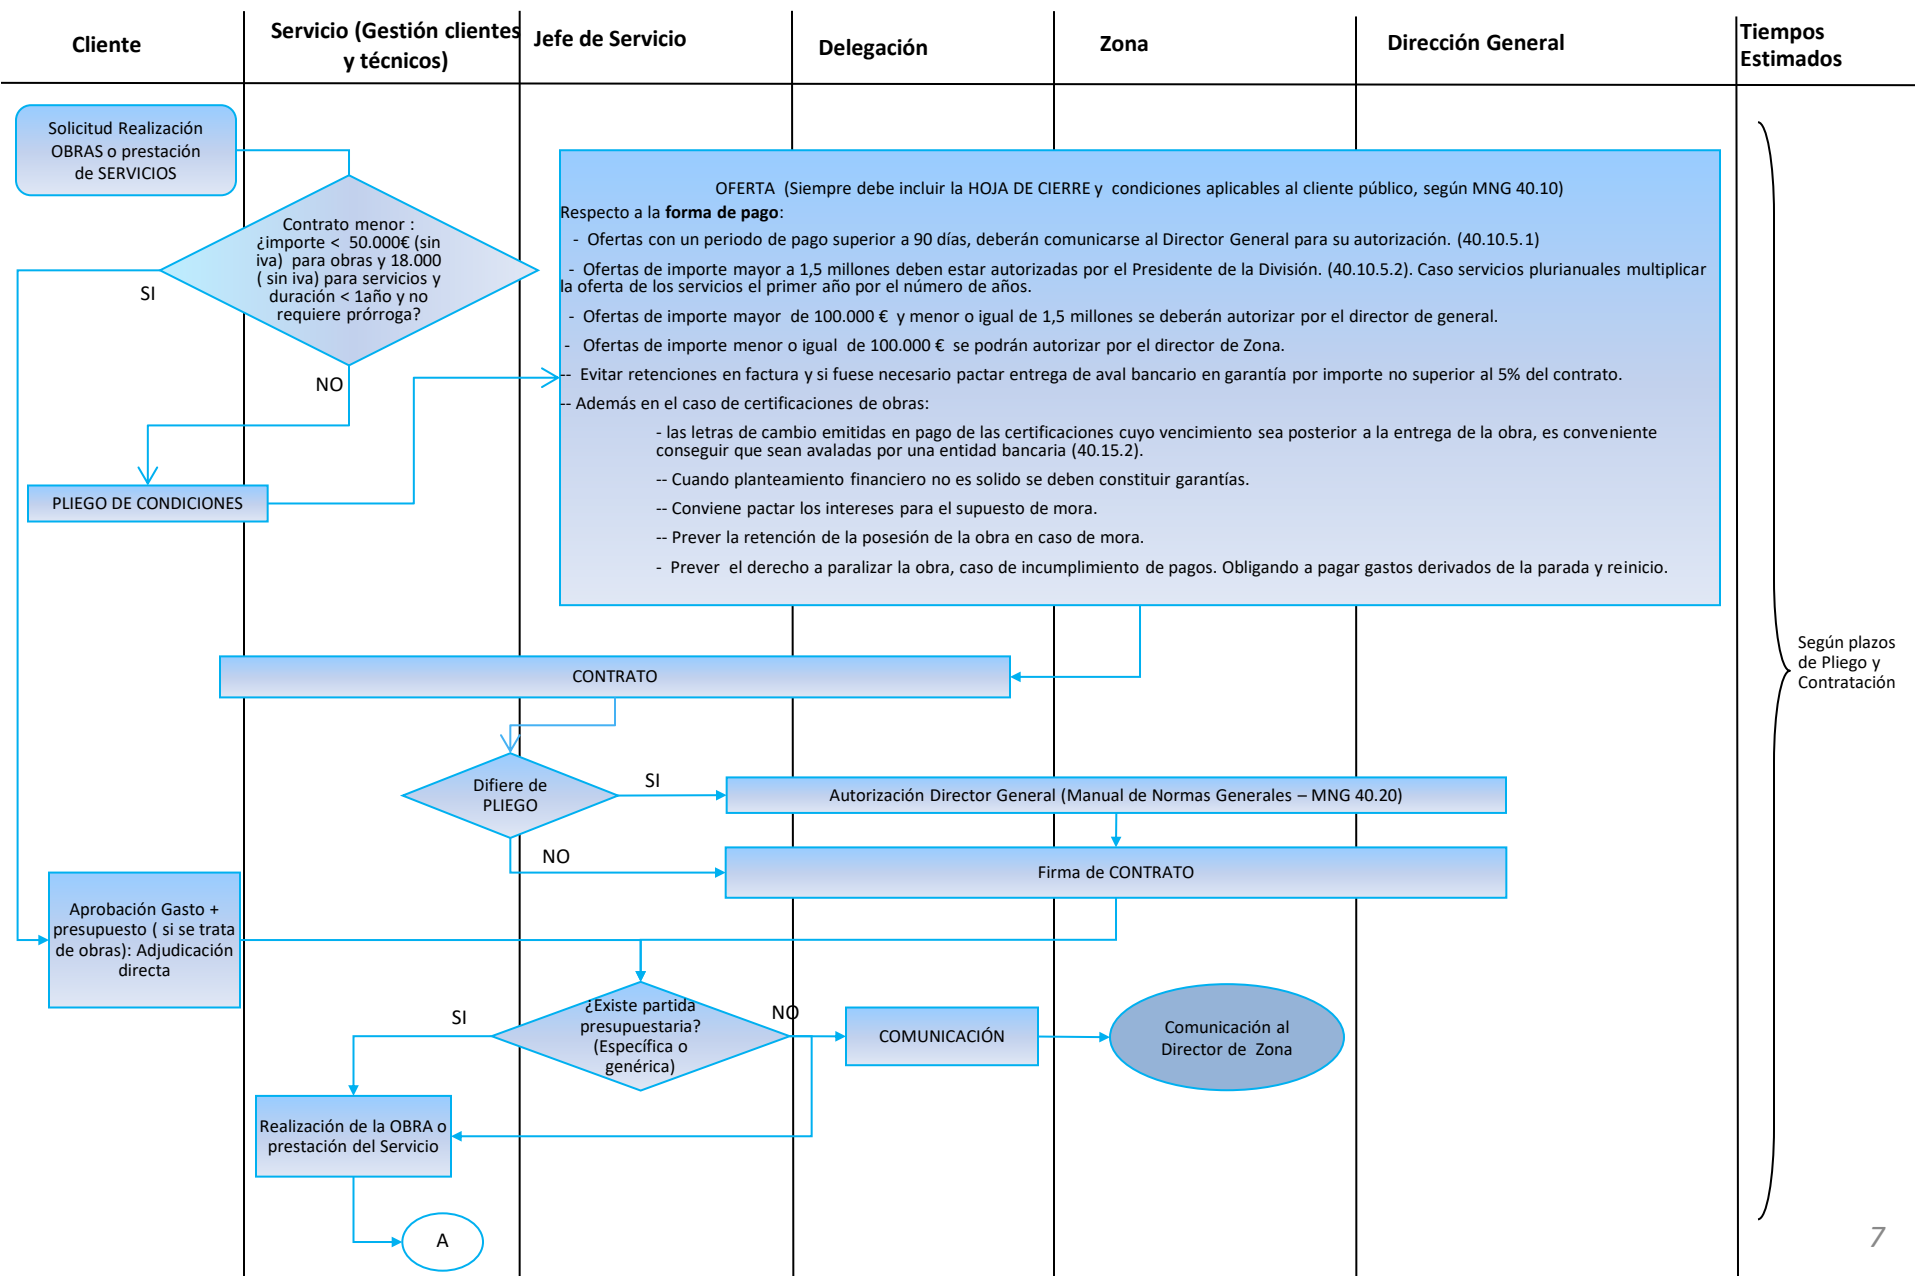 Cliente
Servicio (Gestión clientes
y técnicos)
Jefe de Servicio
Delegación
Zona
Dirección General
Tiempos
Estimados
Solicitud Realización
OBRAS o prestación
de SERVICIOS
Contrato menor :
¿importe < 50.000€ (sin
iva) para obras y 18.000
( sin iva) para servicios y
duración < 1año y no
requiere prórroga?
SI
NO
PLIEGO DE CONDICIONES
OFERTA (Siempre debe incluir la HOJA DE CIERRE y condiciones aplicables al cliente público, según MNG 40.10)
Respecto a la forma de pago:
- Ofertas con un periodo de pago superior a 90 días, deberán comunicarse al Director General para su autorización. (40.10.5.1)
- Ofertas de importe mayor a 1,5 millones deben estar autorizadas por el Presidente de la División. (40.10.5.2). Caso servicios plurianuales multiplicar
la oferta de los servicios el primer año por el número de años.
- Ofertas de importe mayor de 100.000 € y menor o igual de 1,5 millones se deberán autorizar por el director de general.
- Ofertas de importe menor o igual de 100.000 € se podrán autorizar por el director de Zona.
-- Evitar retenciones en factura y si fuese necesario pactar entrega de aval bancario en garantía por importe no superior al 5% del contrato.
-- Además en el caso de certificaciones de obras:
- las letras de cambio emitidas en pago de las certificaciones cuyo vencimiento sea posterior a la entrega de la obra, es conveniente
conseguir que sean avaladas por una entidad bancaria (40.15.2).
-- Cuando planteamiento financiero no es solido se deben constituir garantías.
-- Conviene pactar los intereses para el supuesto de mora.
-- Prever la retención de la posesión de la obra en caso de mora.
- Prever el derecho a paralizar la obra, caso de incumplimiento de pagos. Obligando a pagar gastos derivados de la parada y reinicio.
Según plazos
de Pliego y
Contratación
CONTRATO
Difiere de
PLIEGO
SI
Autorización Director General (Manual de Normas Generales – MNG 40.20)
NO
Firma de CONTRATO
Aprobación Gasto +
presupuesto ( si se trata
de obras): Adjudicación
directa
¿Existe partida
presupuestaria?
(Específica o
genérica)
SI
NO
COMUNICACIÓN
Comunicación al
Director de Zona
Realización de la OBRA o
prestación del Servicio
A
7